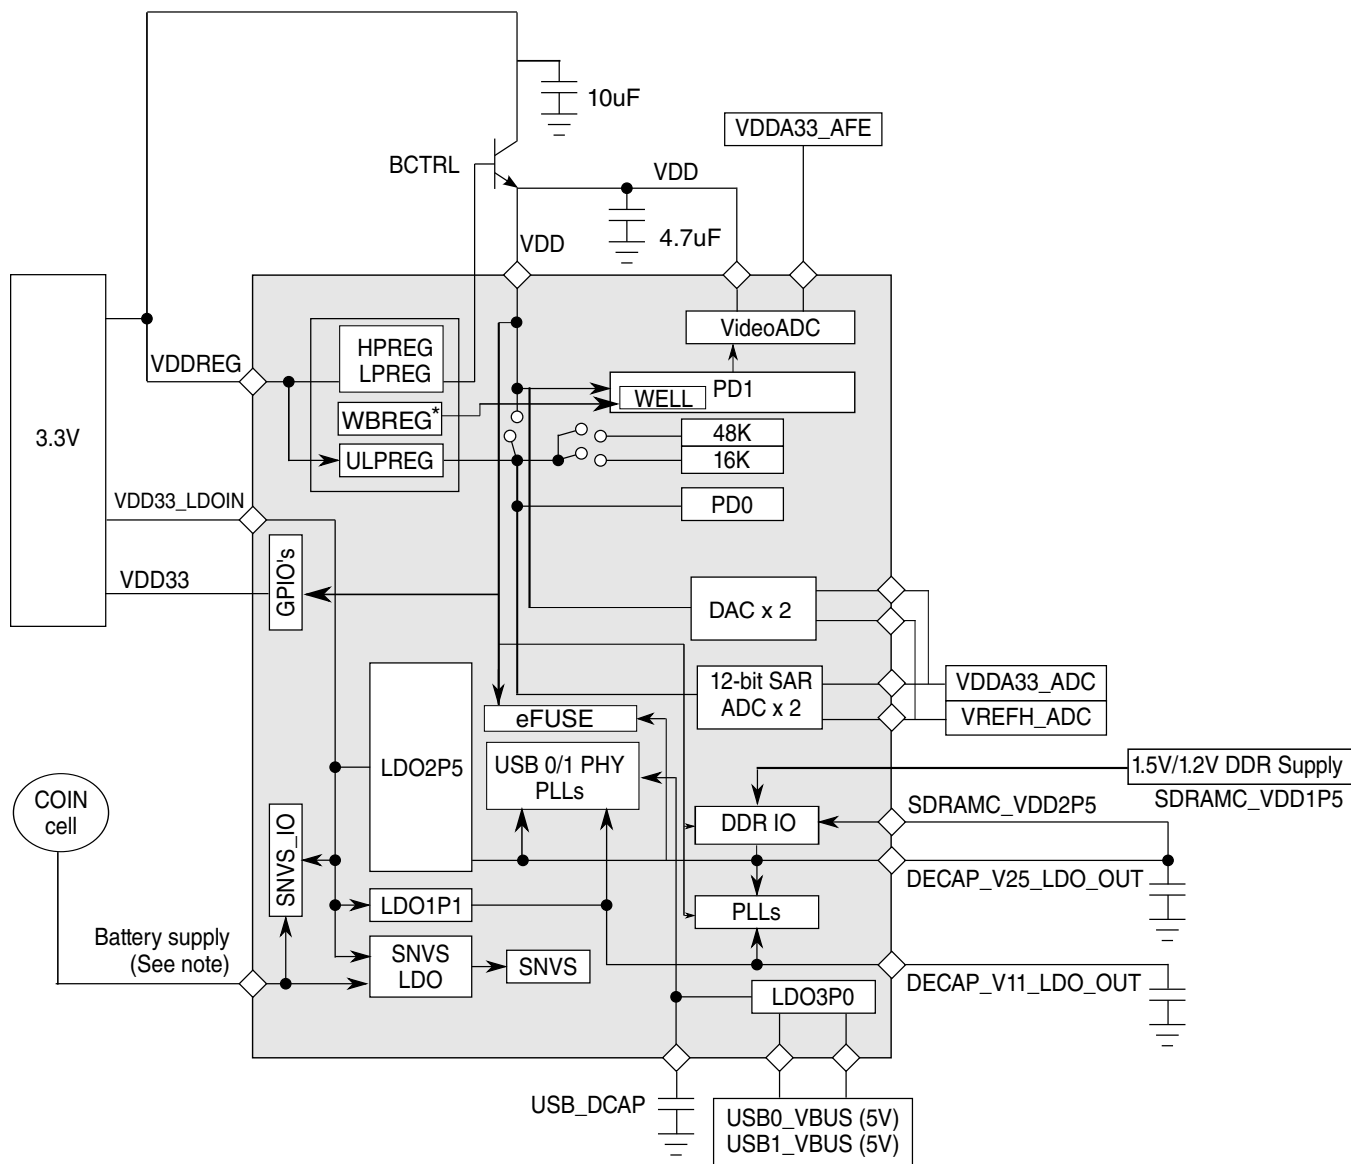 10uF
VDDA33_AFE
BCTRL
VDD
4.7uF
VDD
VideoADC
HPREG
LPREG
VDDREG
PD1
WELL
WBREG*
3.3V
48K
ULPREG
16K
VDD33_LDOIN
PD0
GPIO's
VDD33
DAC x 2
12-bit SAR
ADC x 2
VDDA33_ADC
VREFH_ADC
eFUSE
LDO2P5
USB 0/1 PHY
PLLs
1.5V/1.2V DDR Supply
SDRAMC_VDD1P5
SDRAMC_VDD2P5
COIN
cell
DDR IO
SNVS_IO
DECAP_V25_LDO_OUT
LDO1P1
PLLs
Battery supply
(See note)
SNVS
LDO
SNVS
DECAP_V11_LDO_OUT
LDO3P0
USB_DCAP
USB0_VBUS (5V)
USB1_VBUS (5V)